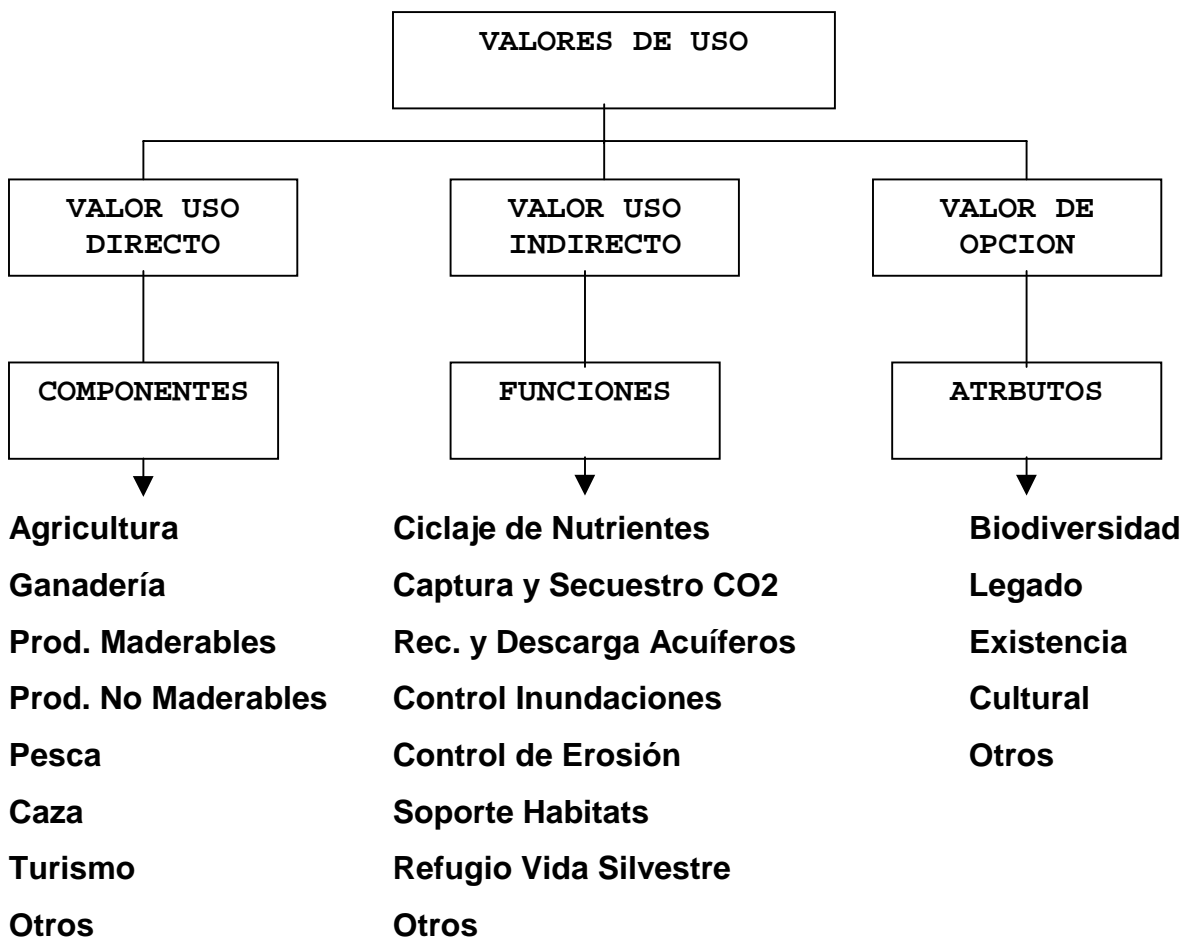 VALORES DE USO
VALOR USO
DIRECTO
VALOR USO
INDIRECTO
VALOR DE
OPCION
COMPONENTES
FUNCIONES
ATRBUTOS
Agricultura
Ganadería
Prod. Maderables
Prod. No Maderables
Pesca
Caza
Turismo
Otros
Ciclaje de Nutrientes
Captura y Secuestro CO2
Rec. y Descarga Acuíferos
Control Inundaciones
Control de Erosión
Soporte Habitats
Refugio Vida Silvestre
Otros
Biodiversidad
Legado
Existencia
Cultural
Otros